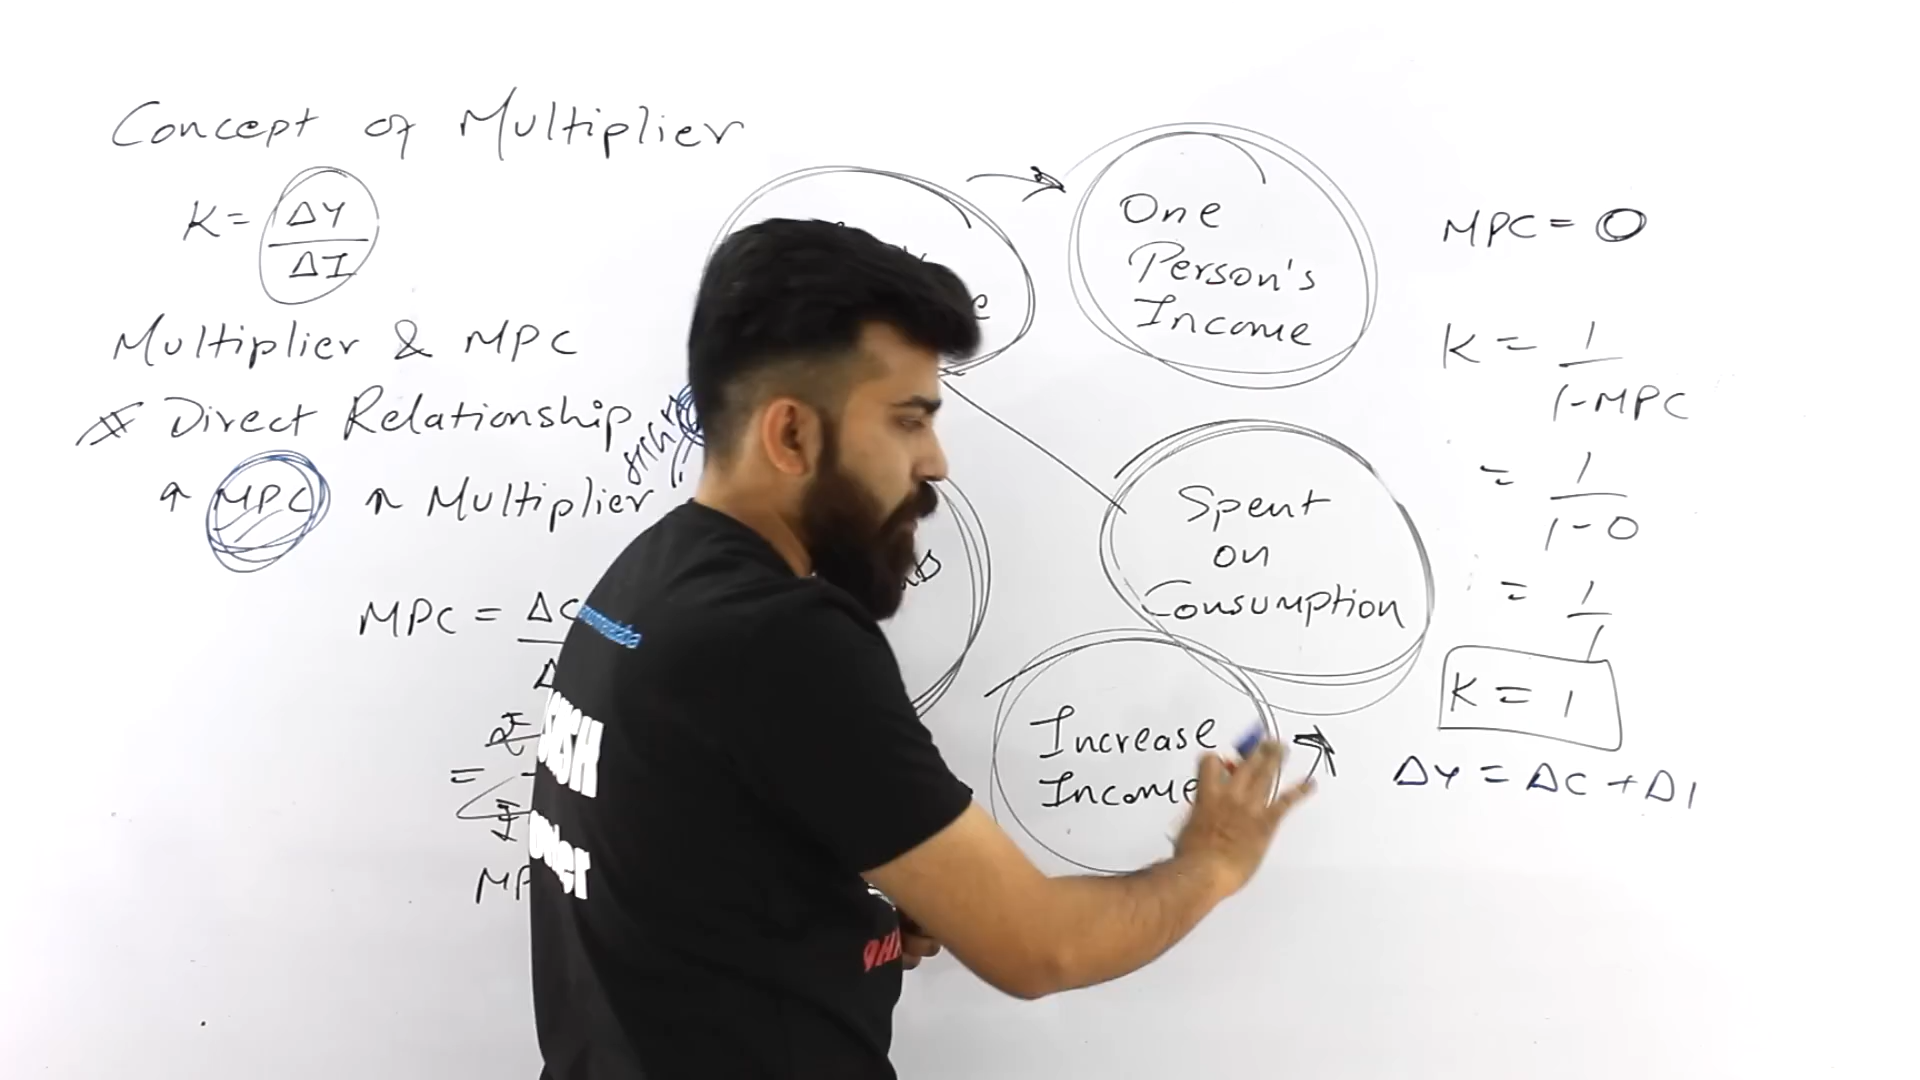 Concept of Multiplier
K = ΔY
ΔI
Multiplier & MPC
Direct Relationship
↑ MPC ↑ Multiplier
MPC = ΔC
=
One
Person's
Income
Spent
on
Consumption
Increase
Income
MPC = 0
K = 1
1-MPC
= 1
1-0
= 1
1
K = 1
ΔY = ΔC + ΔI